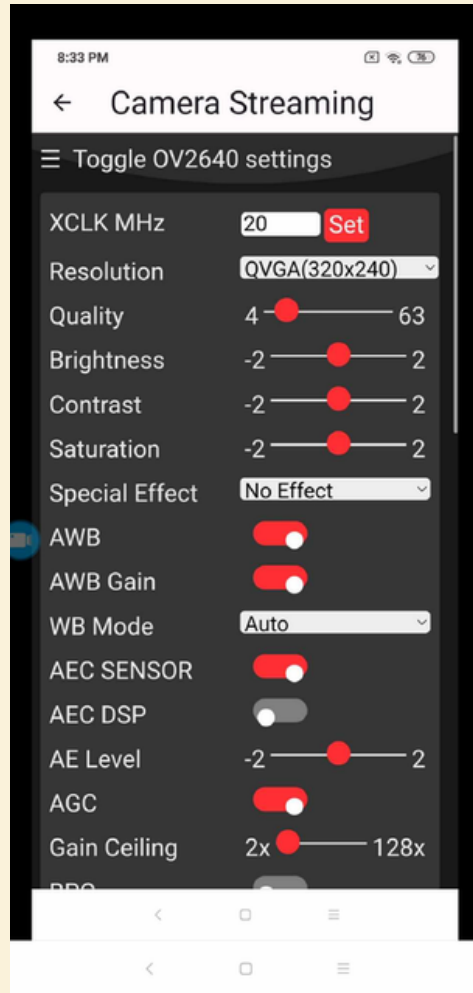 8:33 PM 76
Camera Streaming
Toggle OV2640 settings
XCLK MHz 20 Set
Resolution QVGA(320x240)
Quality 4 63
Brightness -2 2
Contrast -2 2
Saturation -2 2
Special Effect No Effect
AWB
AWB Gain
WB Mode Auto
AEC SENSOR
AEC DSP
AE Level -2 2
AGC
Gain Ceiling 2x 128x